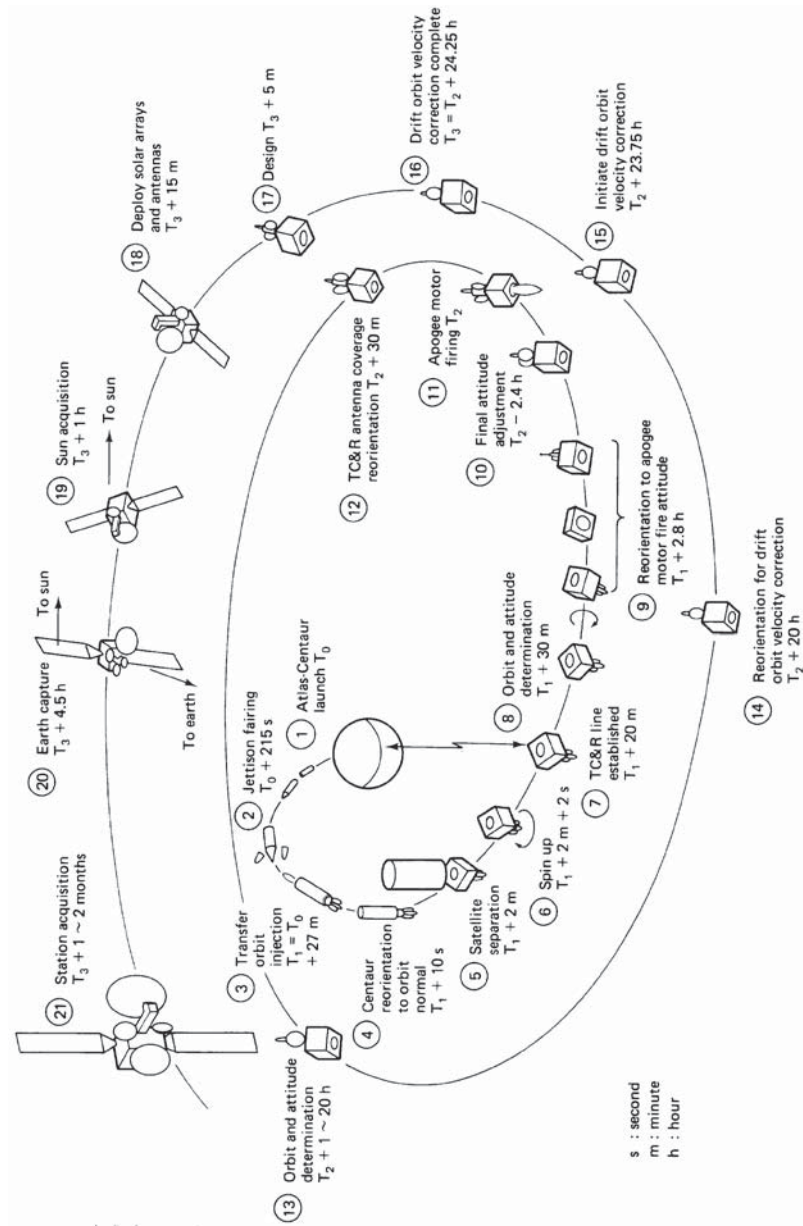 1
Atlas-Centaur
launch T0
2
Jettison fairing
T0 + 215 s
3
Transfer
orbit
injection
T1 = T0
+ 27 m
4
Centaur
reorientation
to orbit
normal
T1 + 10 s
5
Satellite
separation
T1 + 2 m
6
Spin up
T1 + 2 m + 2 s
7
TC&R line
established
T1 + 20 m
8
Orbit and attitude
determination
T1 + 30 m
9
Reorientation to apogee
motor fire attitude
T1 + 2.8 h
10
Final attitude
adjustment
T2 − 2.4 h
11
Apogee motor
firing T2
12
TC&R antenna coverage
reorientation T2 + 30 m
13
Orbit and attitude
determination
T2 + 1 ~ 20 h
14
Reorientation for drift
orbit velocity correction
T2 + 20 h
15
Initiate drift orbit
velocity correction
T2 + 23.75 h
16
Drift orbit velocity
correction complete
T3 = T2 + 24.25 h
17
Design T3 + 5 m
18
Deploy solar arrays
and antennas
T3 + 15 m
19
Sun acquisition
T3 + 1 h
To sun
20
Earth capture
T3 + 4.5 h
To sun
To earth
21
Station acquisition
T3 + 1 ~ 2 months
s : second
m : minute
h : hour